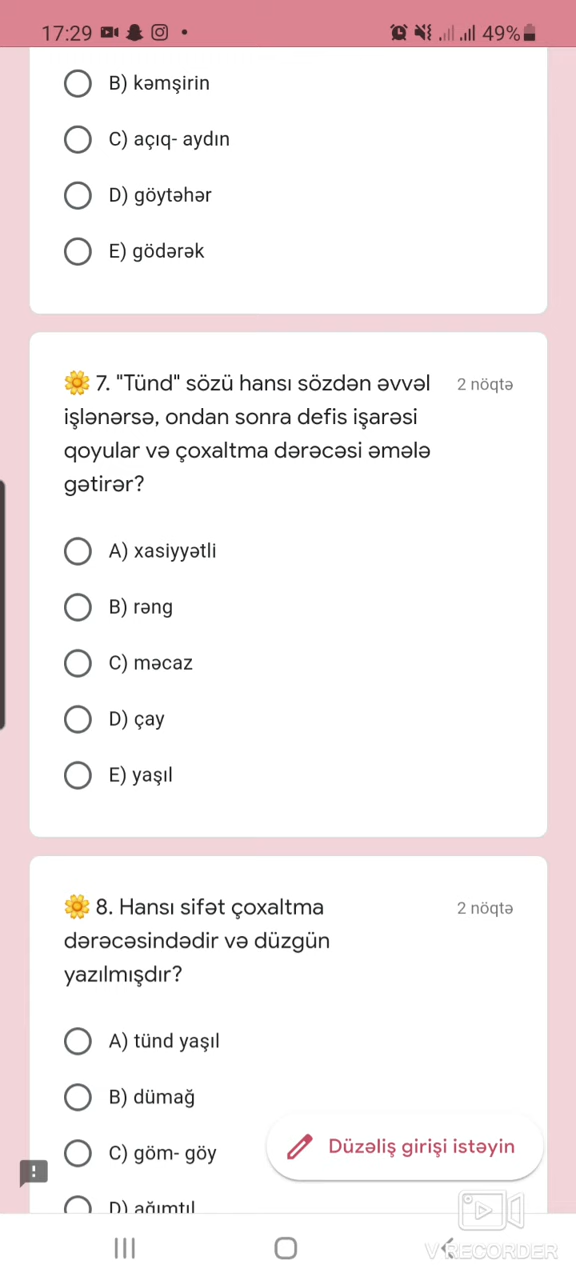 17:29 49%
B) kəmşirin
C) açıq- aydın
D) göytəhər
E) gödərək
7. "Tünd" sözü hansı sözdən əvvəl 2 nöqtə
işlənərsə, ondan sonra defis işarəsi
qoyular və çoxaltma dərəcəsi əmələ
gətirər?
A) xasiyyətli
B) rəng
C) məcaz
D) çay
E) yaşıl
8. Hansı sifət çoxaltma 2 nöqtə
dərəcəsindədir və düzgün
yazılmışdır?
A) tünd yaşıl
B) dümağ
C) göm- göy
Düzəliş girişi istəyin
D) ağımtıl
V RECORDER